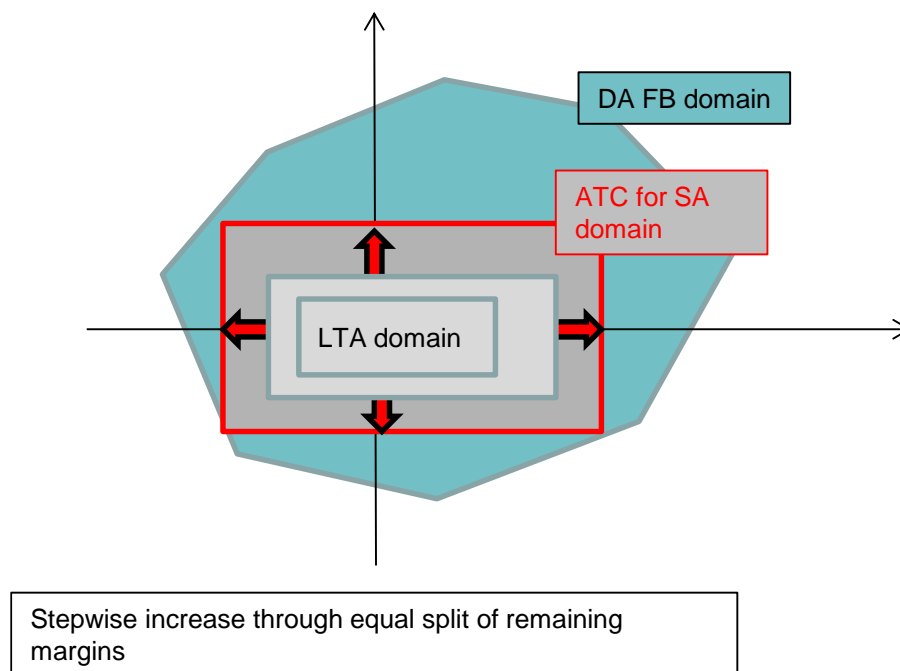 DA FB domain
ATC for SA
domain
LTA domain
Stepwise increase through equal split of remaining
margins